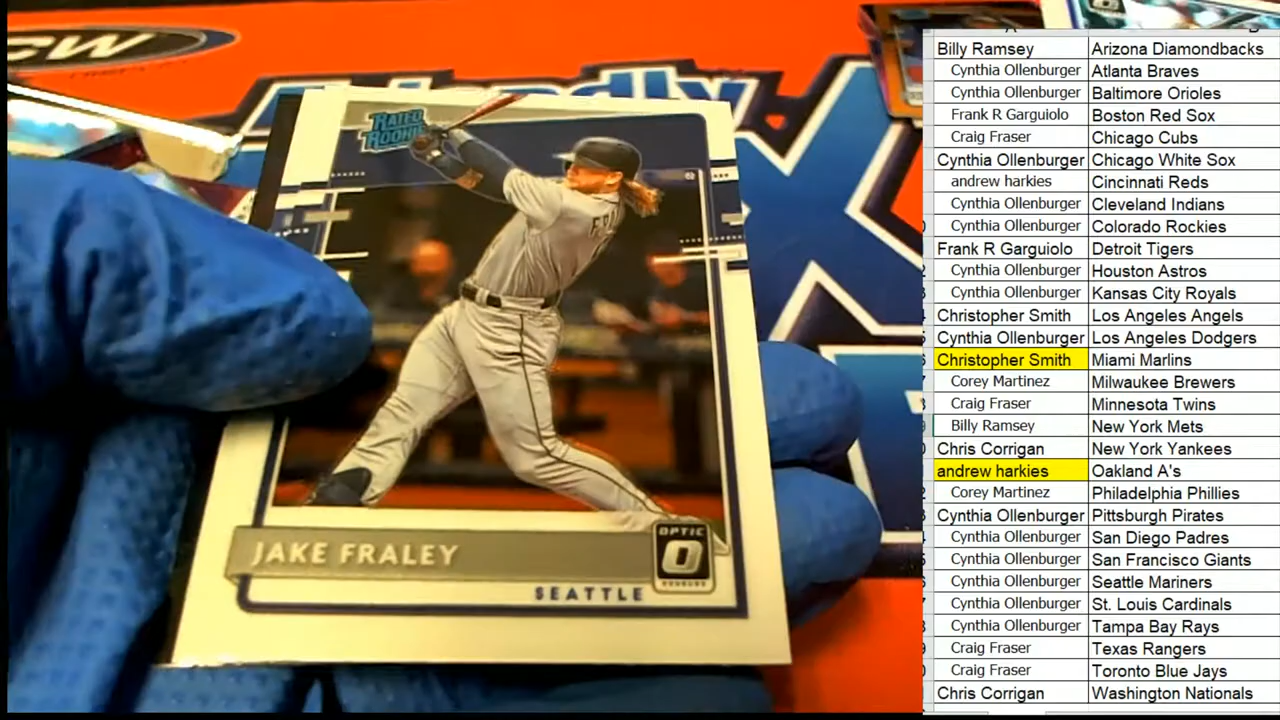 CW
RATED
ROOKIE
JAKE FRALEY
OPTIC
DONRUSS
SEATTLE
Billy Ramsey Arizona Diamondbacks
Cynthia Ollenburger Atlanta Braves
Cynthia Ollenburger Baltimore Orioles
Frank R Garguiolo Boston Red Sox
Craig Fraser Chicago Cubs
Cynthia Ollenburger Chicago White Sox
andrew harkies Cincinnati Reds
Cynthia Ollenburger Cleveland Indians
Cynthia Ollenburger Colorado Rockies
Frank R Garguiolo Detroit Tigers
Cynthia Ollenburger Houston Astros
Cynthia Ollenburger Kansas City Royals
Christopher Smith Los Angeles Angels
Cynthia Ollenburger Los Angeles Dodgers
Christopher Smith Miami Marlins
Corey Martinez Milwaukee Brewers
Craig Fraser Minnesota Twins
Billy Ramsey New York Mets
Chris Corrigan New York Yankees
andrew harkies Oakland A's
Corey Martinez Philadelphia Phillies
Cynthia Ollenburger Pittsburgh Pirates
Cynthia Ollenburger San Diego Padres
Cynthia Ollenburger San Francisco Giants
Cynthia Ollenburger Seattle Mariners
Cynthia Ollenburger St. Louis Cardinals
Cynthia Ollenburger Tampa Bay Rays
Craig Fraser Texas Rangers
Craig Fraser Toronto Blue Jays
Chris Corrigan Washington Nationals